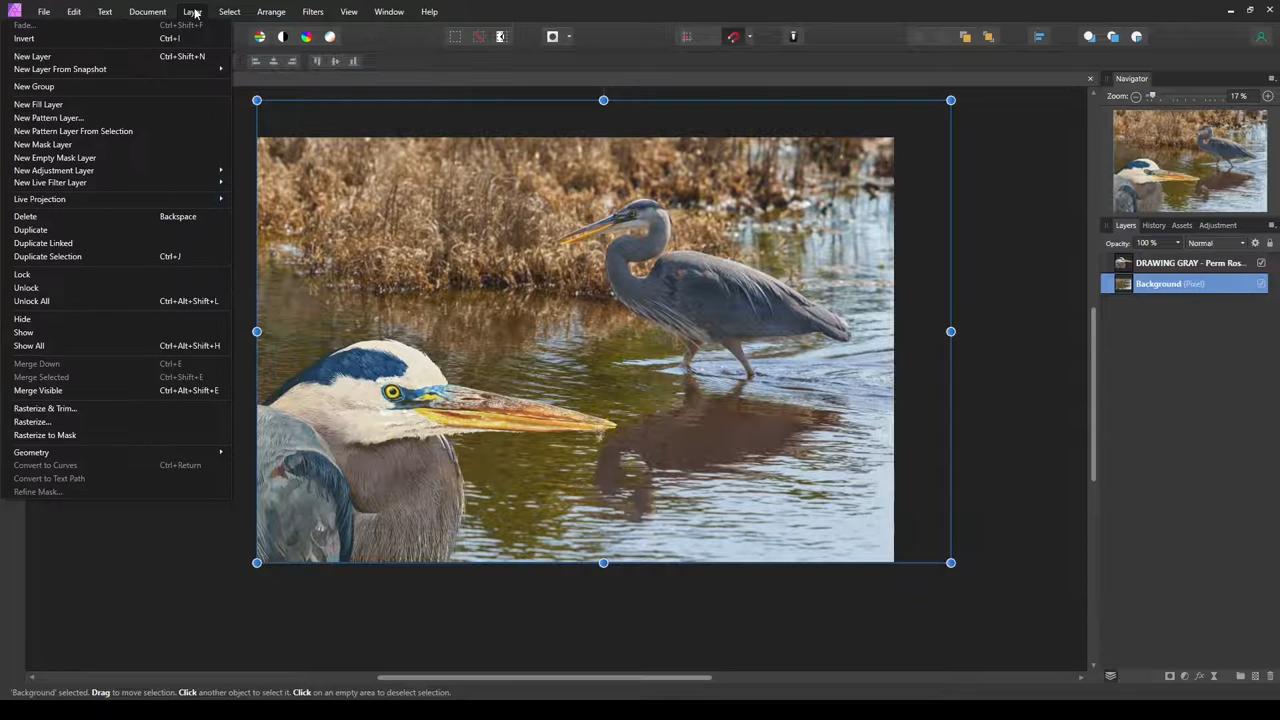 File Edit Text Document Layer Select Arrange Filters View Window Help
Fade... Ctrl+Shift+F
Invert Ctrl+I
New Layer Ctrl+Shift+N
New Layer From Snapshot
New Group
New Fill Layer
New Pattern Layer...
New Pattern Layer From Selection
New Mask Layer
New Empty Mask Layer
New Adjustment Layer
New Live Filter Layer
Live Projection
Delete Backspace
Duplicate
Duplicate Linked
Duplicate Selection Ctrl+J
Lock
Unlock
Unlock All Ctrl+Alt+Shift+L
Hide
Show
Show All Ctrl+Alt+Shift+H
Merge Down Ctrl+E
Merge Selected Ctrl+Shift+E
Merge Visible Ctrl+Alt+Shift+E
Rasterize & Trim...
Rasterize...
Rasterize to Mask
Geometry
Convert to Curves Ctrl+Return
Convert to Text Path
Refine Mask...
Navigator
Zoom: 17 %
Layers History Assets Adjustment
Opacity: 100 % Normal
DRAWING GRAY - Perm Ros...
Background (Pixel)
'Background' selected. Drag to move selection. Click another object to select it. Click on an empty area to deselect selection.